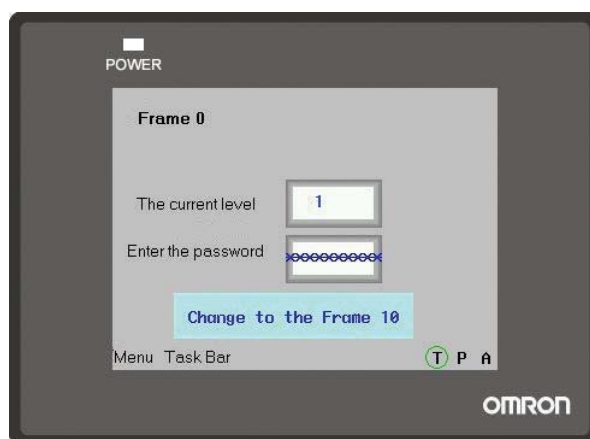 POWER
Frame 0
The current level 1
Enter the password xxxxxxxxxx
Change to the Frame 10
Menu Task Bar T P A
OMRON